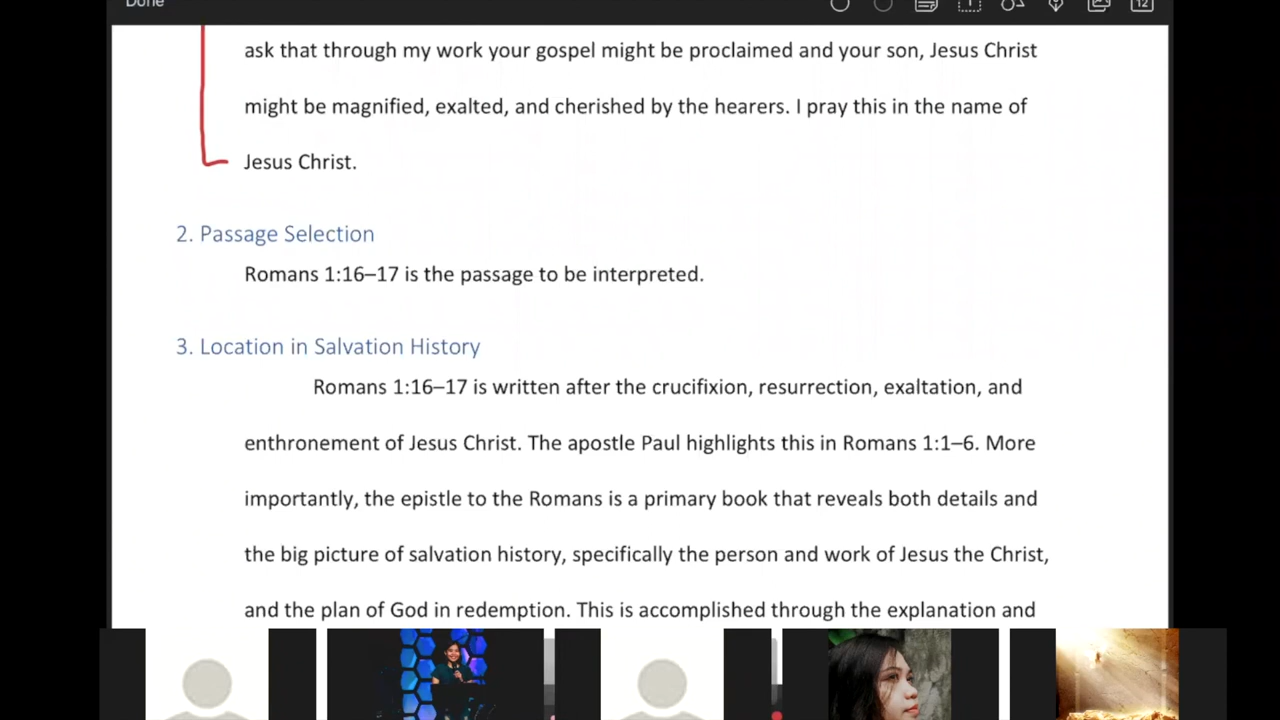 Done
12
ask that through my work your gospel might be proclaimed and your son, Jesus Christ
might be magnified, exalted, and cherished by the hearers. I pray this in the name of
Jesus Christ.
2. Passage Selection
Romans 1:16–17 is the passage to be interpreted.
3. Location in Salvation History
Romans 1:16–17 is written after the crucifixion, resurrection, exaltation, and
enthronement of Jesus Christ. The apostle Paul highlights this in Romans 1:1–6. More
importantly, the epistle to the Romans is a primary book that reveals both details and
the big picture of salvation history, specifically the person and work of Jesus the Christ,
and the plan of God in redemption. This is accomplished through the explanation and